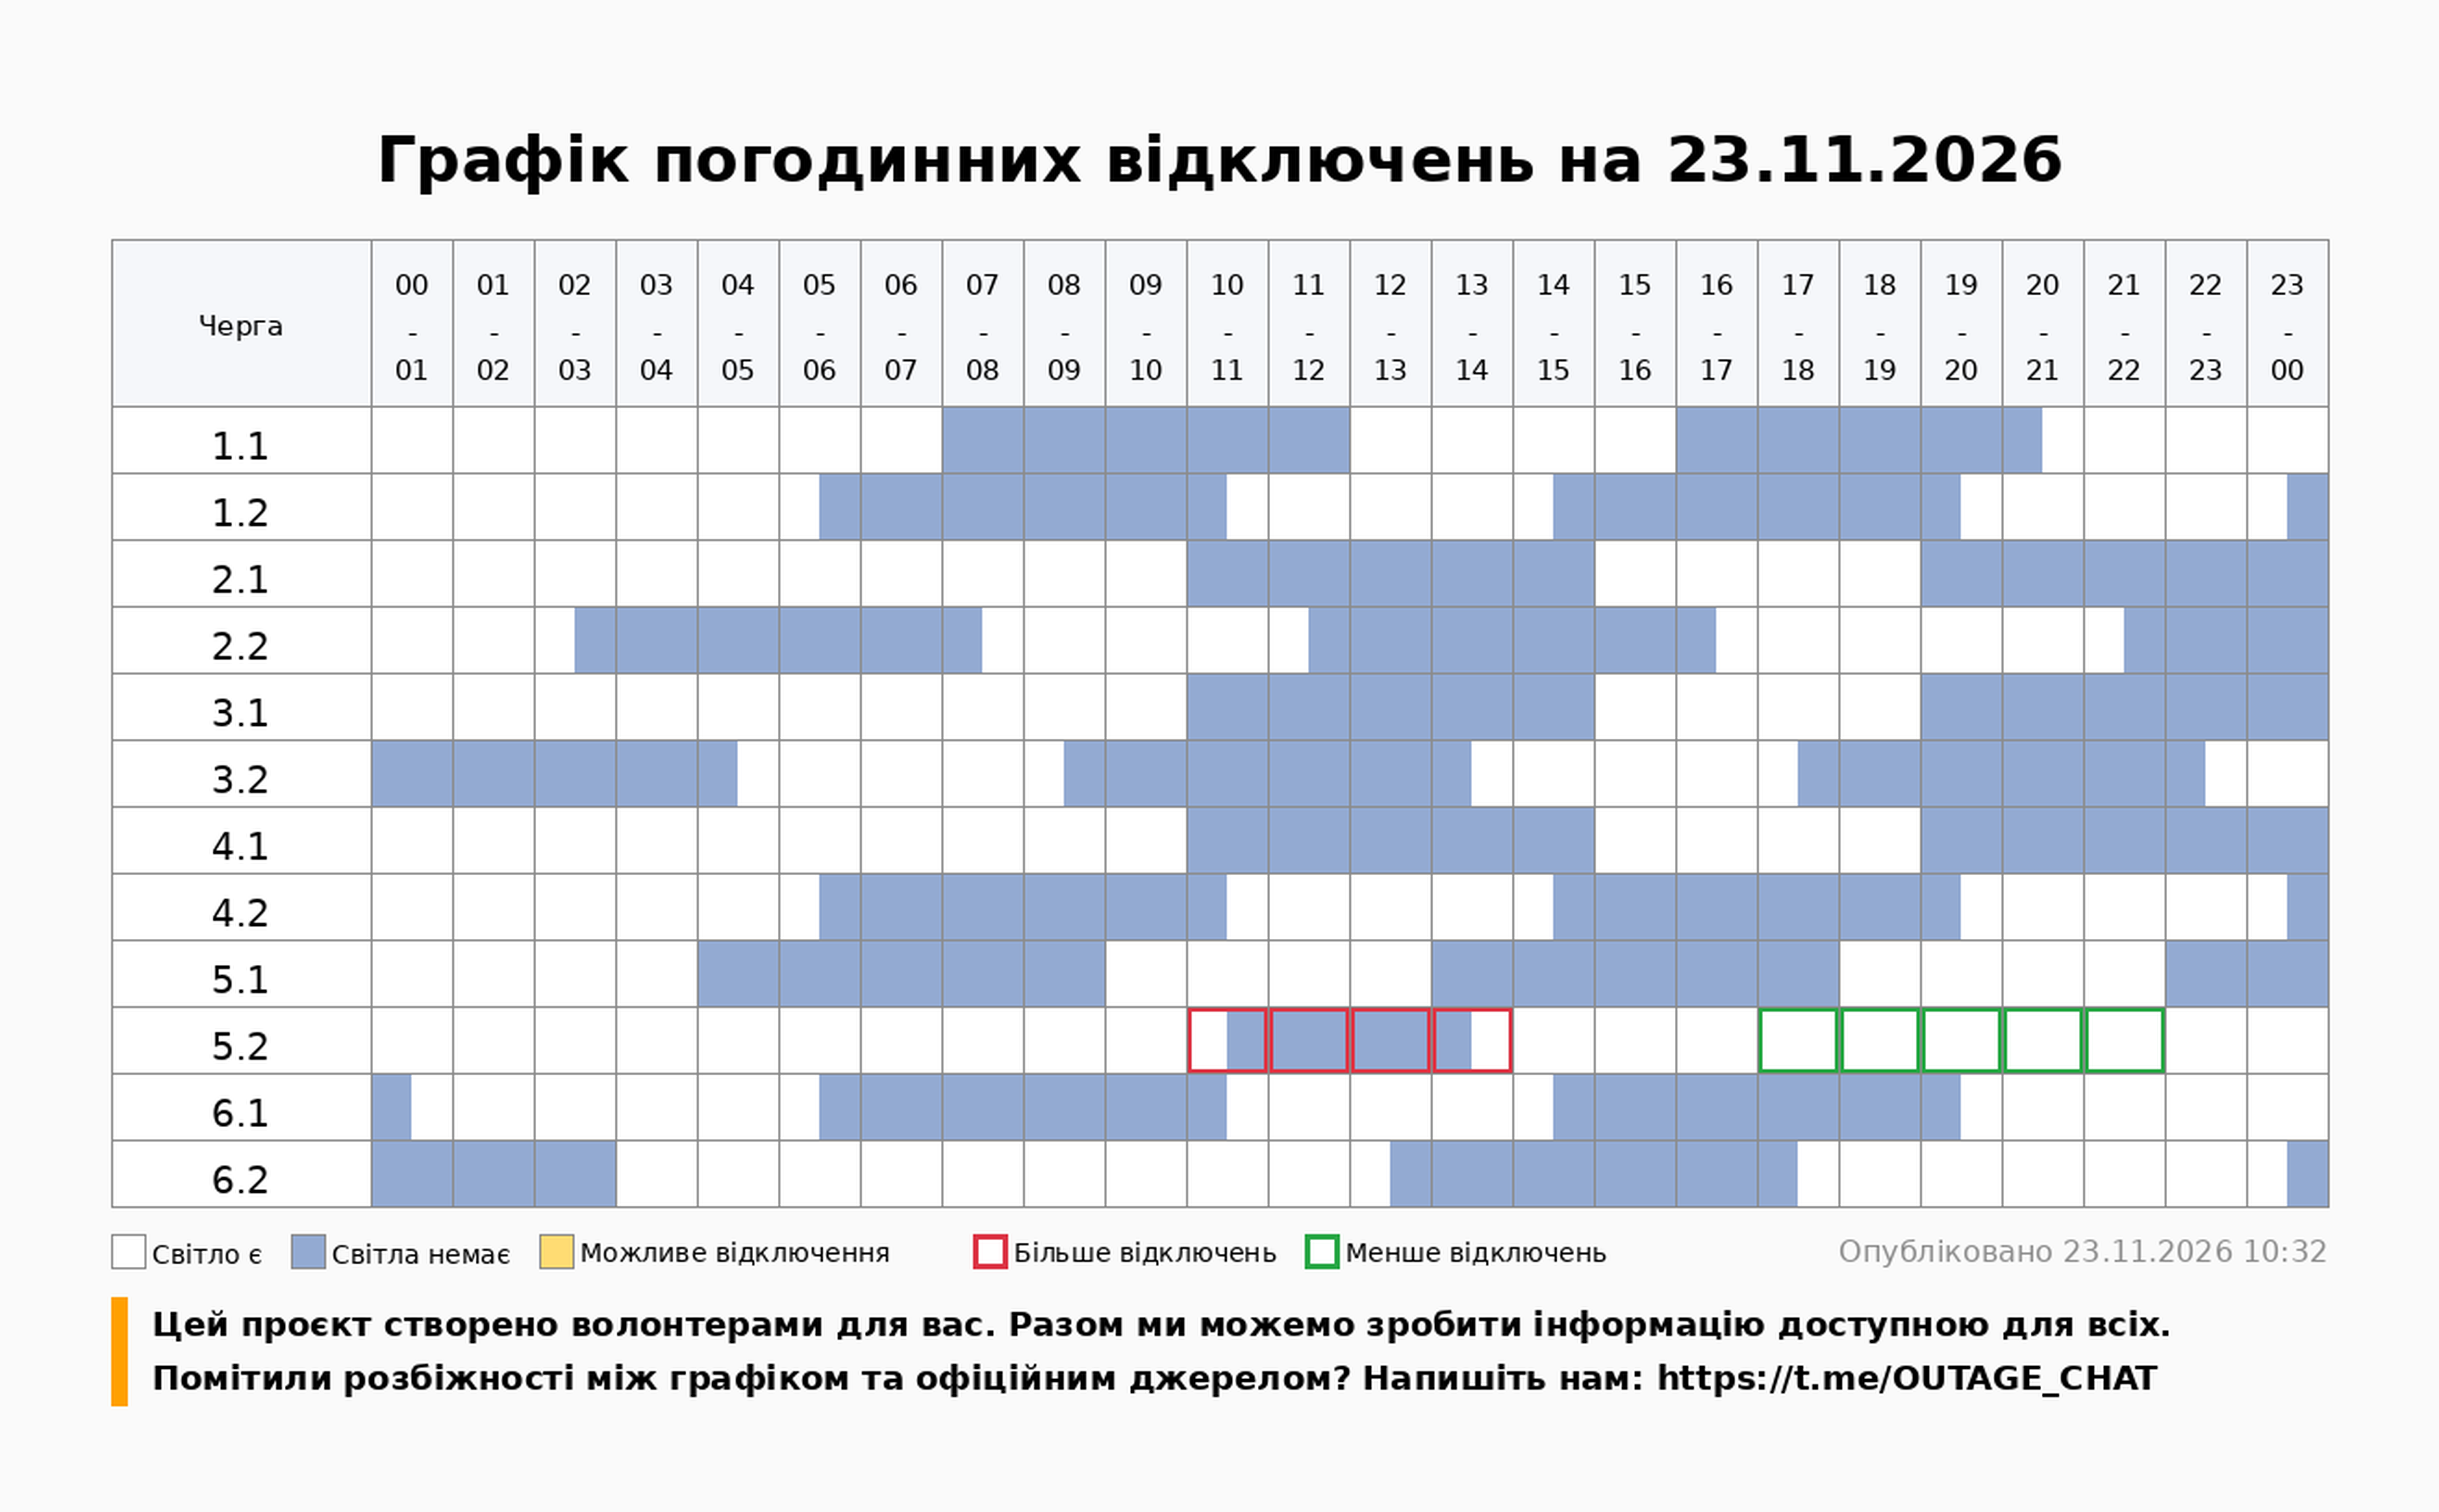 Графік погодинних відключень на 23.11.2026
Черга 00 - 01 01 - 02 02 - 03 03 - 04 04 - 05 05 - 06 06 - 07 07 - 08 08 - 09 09 - 10 10 - 11 11 - 12 12 - 13 13 - 14 14 - 15 15 - 16 16 - 17 17 - 18 18 - 19 19 - 20 20 - 21 21 - 22 22 - 23 23 - 00
1.1
1.2
2.1
2.2
3.1
3.2
4.1
4.2
5.1
5.2
6.1
6.2
Світло є Світла немає Можливе відключення Більше відключень Менше відключень Опубліковано 23.11.2026 10:32
Цей проєкт створено волонтерами для вас. Разом ми можемо зробити інформацію доступною для всіх.
Помітили розбіжності між графіком та офіційним джерелом? Напишіть нам: https://t.me/OUTAGE_CHAT